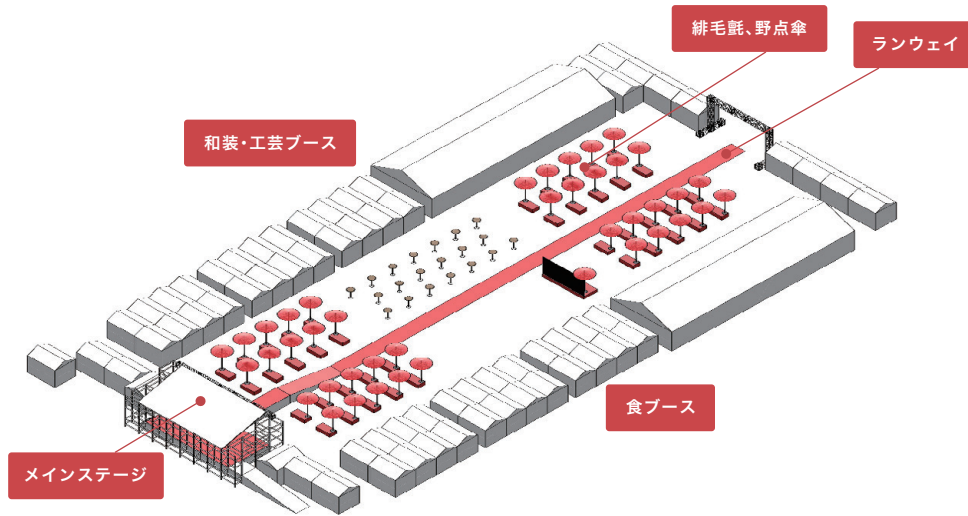 緋毛氈、野点傘
ランウェイ
和装・工芸ブース
食ブース
メインステージ